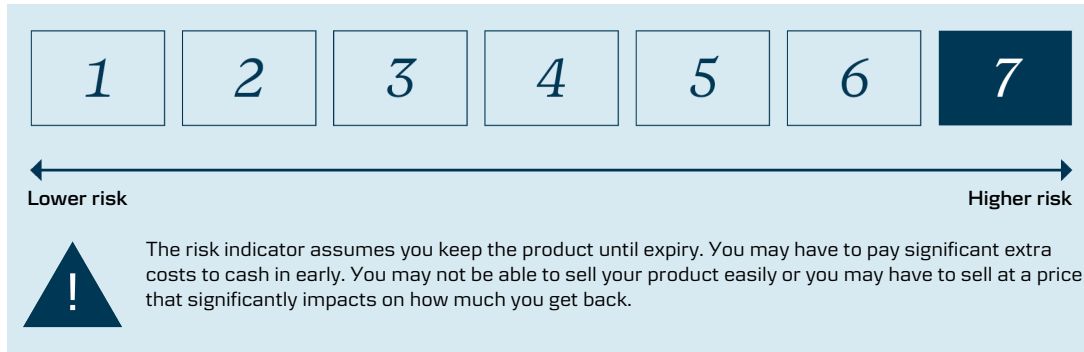 1 2 3 4 5 6 7
Lower risk Higher risk
! The risk indicator assumes you keep the product until expiry. You may have to pay significant extra
costs to cash in early. You may not be able to sell your product easily or you may have to sell at a price
that significantly impacts on how much you get back.